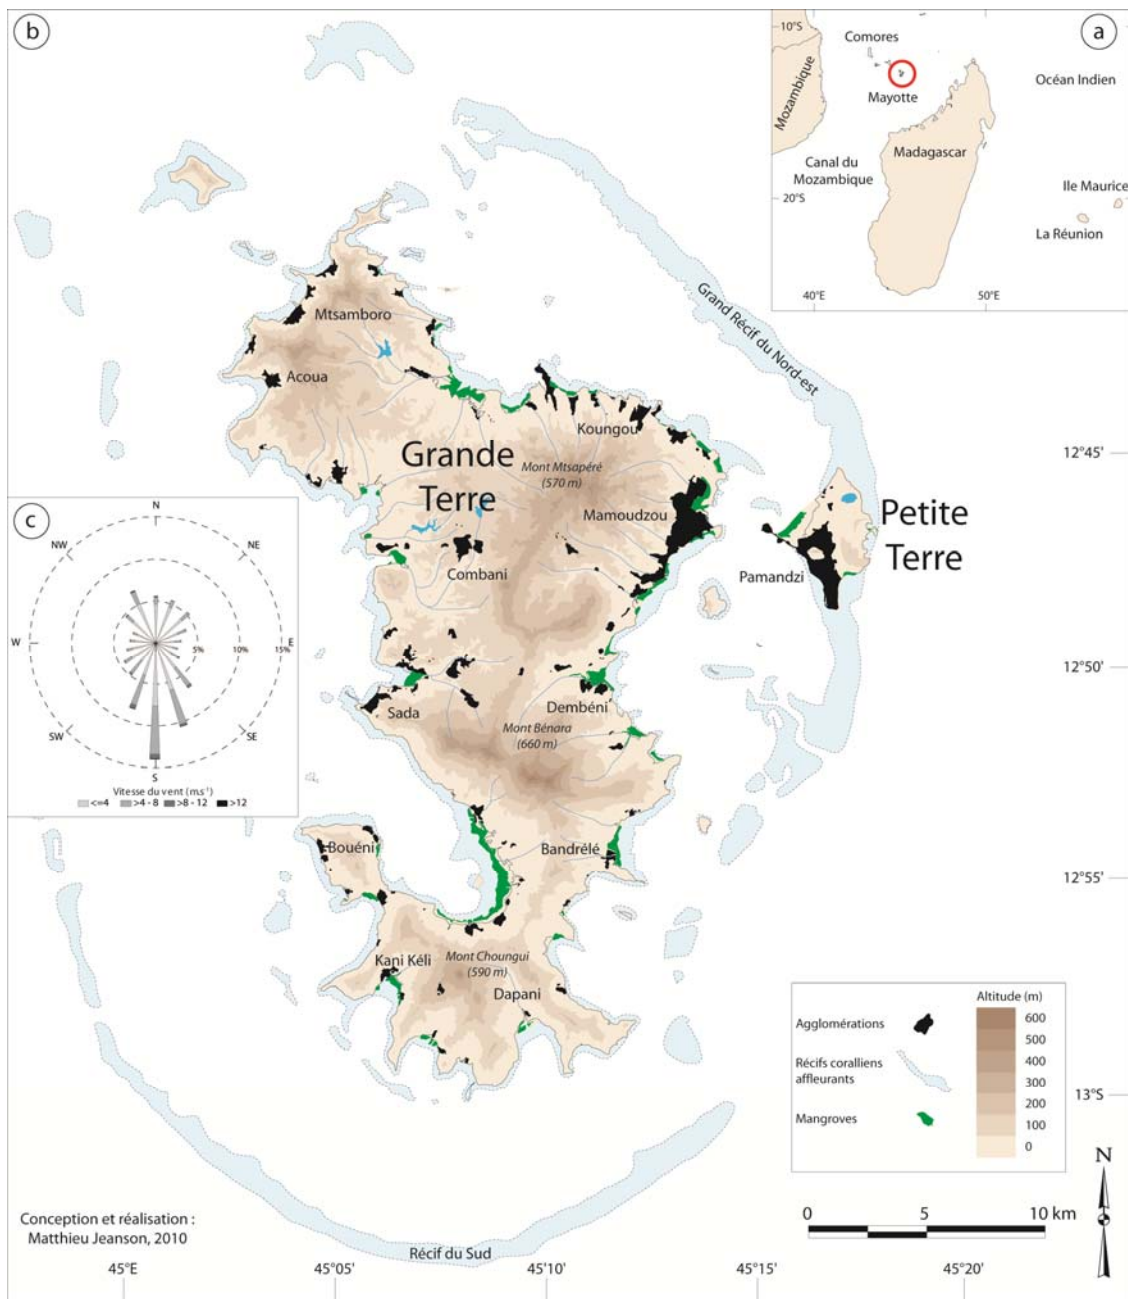 b
a
10°S
Comores
Mozambique
Mayotte
Océan Indien
Madagascar
Canal du
Mozambique
20°S
Ile Maurice
La Réunion
40°E
50°E
Grand Récif du Nord-est
Mtsamboro
Acoua
Koungou
Grande
Terre
Mont Mtsapéré
(570 m)
12°45'
Mamoudzou
Petite
Terre
Combani
Pamandzi
c
N
NW
NE
W
E
5%
10%
15%
SW
SE
S
Vitesse du vent (m.s⁻¹)
<=4
>4 - 8
>8 - 12
>12
12°50'
Sada
Dembéni
Mont Bénara
(660 m)
Bouéni
Bandrélé
12°55'
Kani Kéli
Mont Choungui
(590 m)
Dapani
Agglomérations
Récifs coralliens
affleurants
Mangroves
Altitude (m)
600
500
400
300
200
100
0
13°S
N
0
5
10 km
Conception et réalisation :
Matthieu Jeanson, 2010
Récif du Sud
45°E
45°05'
45°10'
45°15'
45°20'